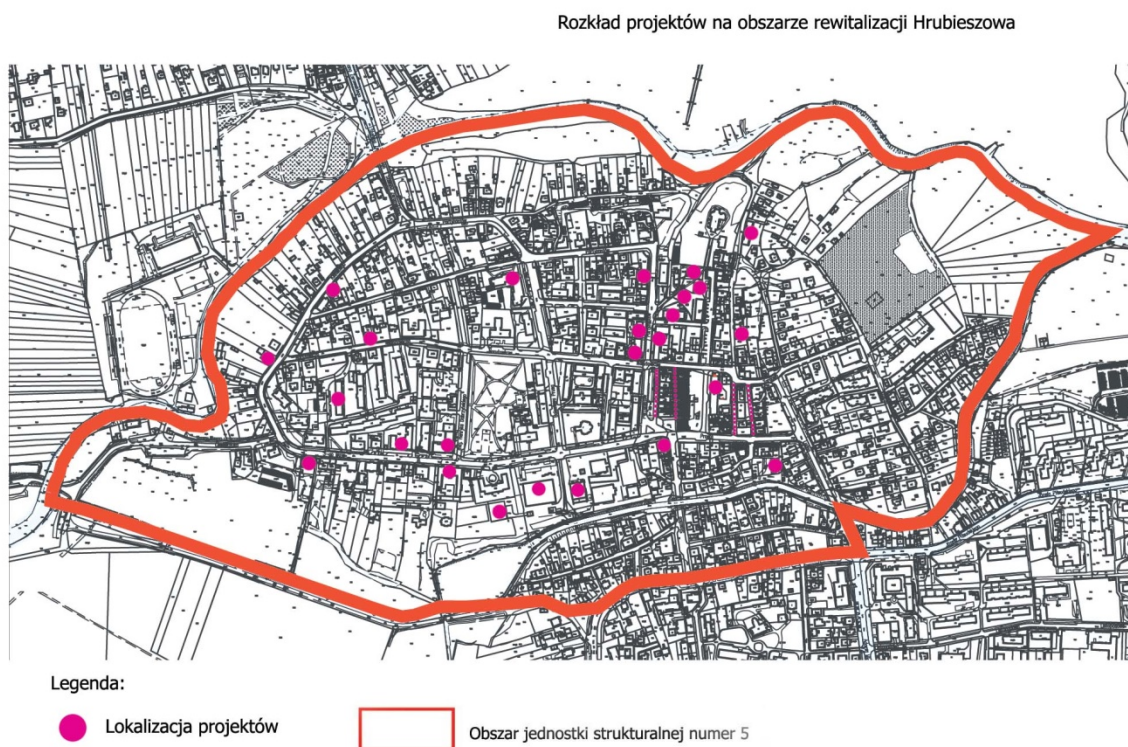 Rozkład projektów na obszarze rewitalizacji Hrubieszowa
Legenda:
Lokalizacja projektów
Obszar jednostki strukturalnej numer 5